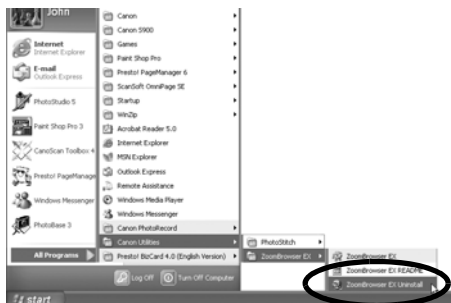 John
Internet
Internet Explorer
E-mail
Outlook Express
PhotoStudio 5
Paint Shop Pro 3
CanoScan Toolbox 4
Presto! PageManage
Windows Messenger
PhotoBase 3
All Programs
Canon
Canon S900
Games
Paint Shop Pro
Presto! PageManager 6
ScanSoft OmniPage SE
Startup
WinZip
Acrobat Reader 5.0
Internet Explorer
MSN Explorer
Outlook Express
Remote Assistance
Windows Media Player
Windows Messenger
Canon PhotoRecord
Canon Utilities
Presto! BizCard 4.0 (English Version)
PhotoStitch
ZoomBrowser EX
ZoomBrowser EX
ZoomBrowser EX README
ZoomBrowser EX Uninstall
Log Off
Turn Off Computer
start